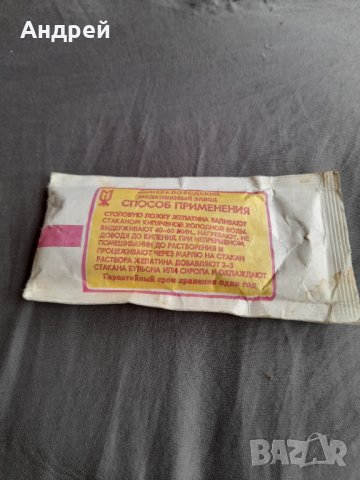 Андрей
МИНЕРАЛОВОДСКИЙ
ЖЕЛАТИНОВЫЙ ЗАВОД
СПОСОБ ПРИМЕНЕНИЯ
СТОЛОВУЮ ЛОЖКУ ЖЕЛАТИНА ЗАЛИВАЮТ
СТАКАНОМ КИПЯЧЕНОЙ ХОЛОДНОЙ ВОДЫ,
ВЫДЕРЖИВАЮТ 40-60 МИН., НАГРЕВАЮТ, НЕ
ДОВОДЯ ДО КИПЕНИЯ, ПРИ НЕПРЕРЫВНОМ
ПОМЕШИВАНИИ ДО РАСТВОРЕНИЯ И
ПРОЦЕЖИВАЮТ ЧЕРЕЗ МАРЛЮ НА СТАКАН
РАСТВОРА ЖЕЛАТИНА ДОБАВЛЯЮТ 2-3
СТАКАНА БУЛЬОНА ИЛИ СИРОПА И ОХЛАЖДАЮТ
Гарантийный срок хранения один год
BAZAR